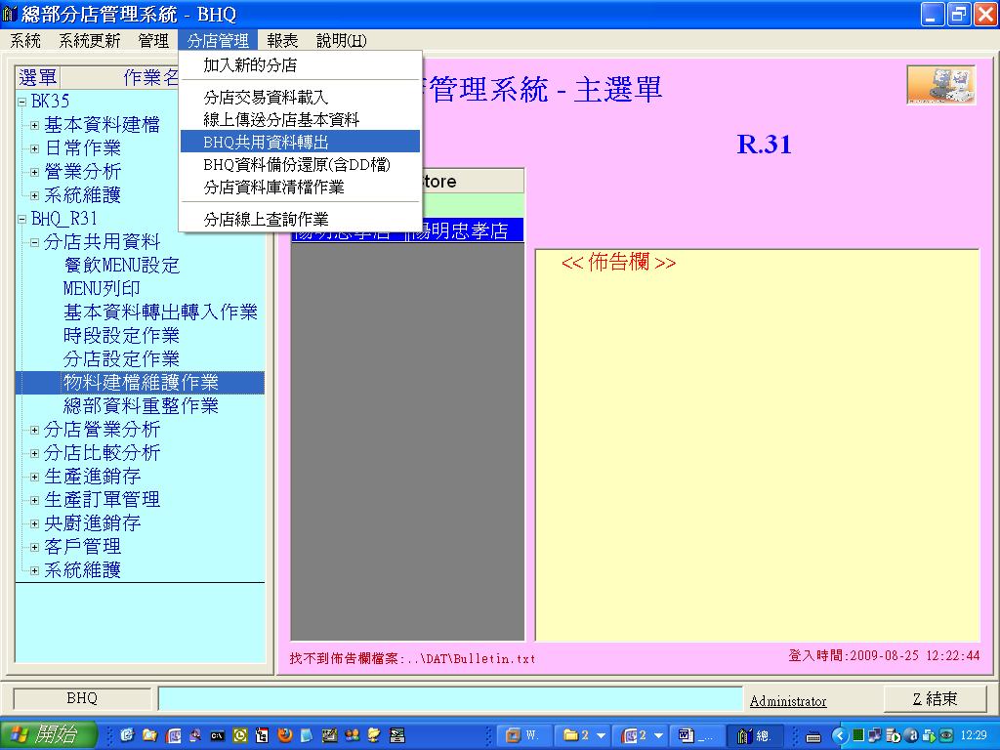 總部分店管理系統 - BHQ
系統 系統更新 管理 分店管理 報表 說明(H)
加入新的分店
分店交易資料載入
線上傳送分店基本資料
BHQ共用資料轉出
BHQ資料備份還原(含DD檔)
分店資料庫清檔作業
分店線上查詢作業
選單 作業名
BK35
基本資料建檔
日常作業
營業分析
系統維護
BHQ_R31
分店共用資料
餐飲MENU設定
MENU列印
基本資料轉出轉入作業
時段設定作業
分店設定作業
物料建檔維護作業
總部資料重整作業
分店營業分析
分店比較分析
生產進銷存
生產訂單管理
央廚進銷存
客戶管理
系統維護
管理系統 - 主選單
R.31
tore
陽明忠孝店 陽明忠孝店
<< 佈告欄 >>
找不到佈告欄檔案:..\DAT\Bulletin.txt
登入時間:2009-08-25 12:22:44
BHQ
Administrator
Z 結束
開始
W.
2
2
_...
總.
12:29